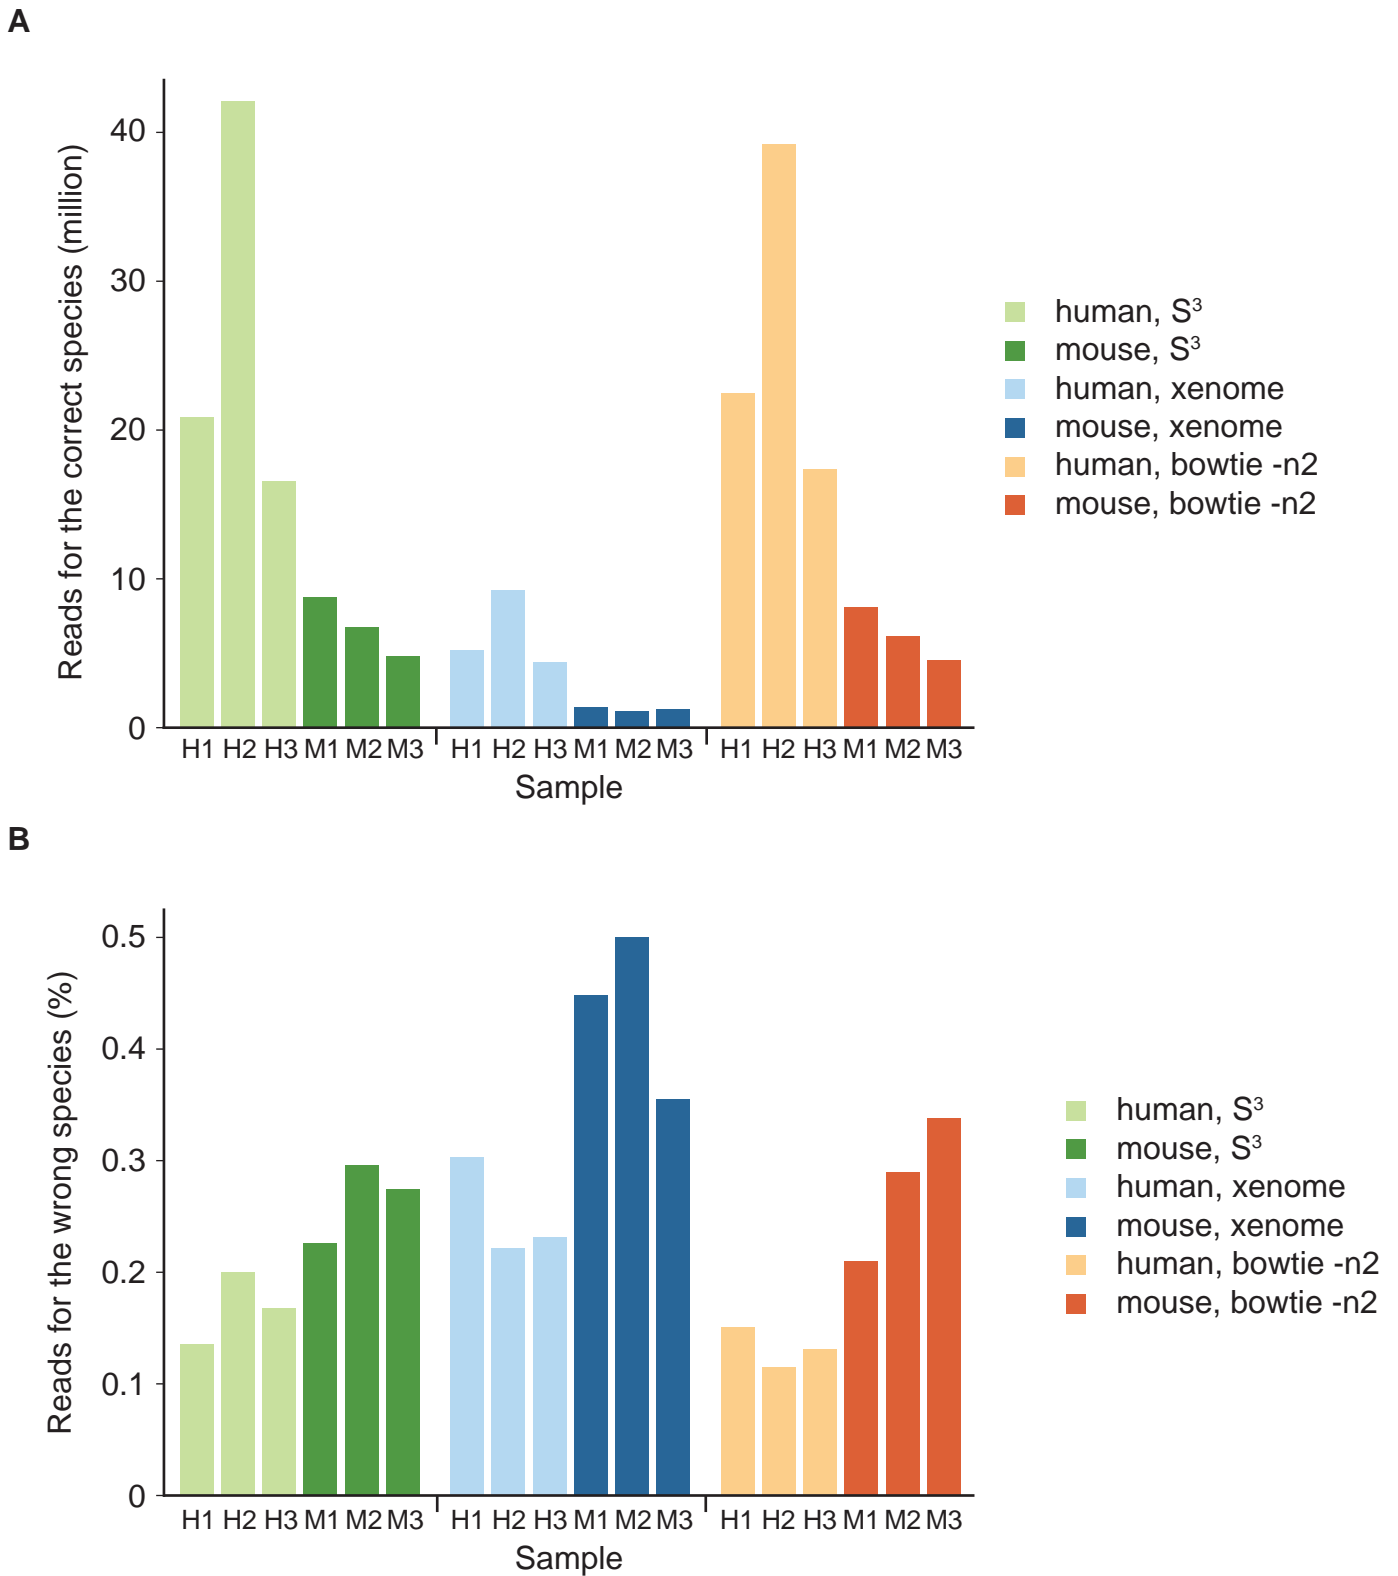 A
Reads for the correct species (million)
40
30
20
10
0
H1 H2 H3 M1 M2 M3 H1 H2 H3 M1 M2 M3 H1 H2 H3 M1 M2 M3
Sample
human, S³
mouse, S³
human, xenome
mouse, xenome
human, bowtie -n2
mouse, bowtie -n2
B
Reads for the wrong species (%)
0.5
0.4
0.3
0.2
0.1
0
H1 H2 H3 M1 M2 M3 H1 H2 H3 M1 M2 M3 H1 H2 H3 M1 M2 M3
Sample
human, S³
mouse, S³
human, xenome
mouse, xenome
human, bowtie -n2
mouse, bowtie -n2